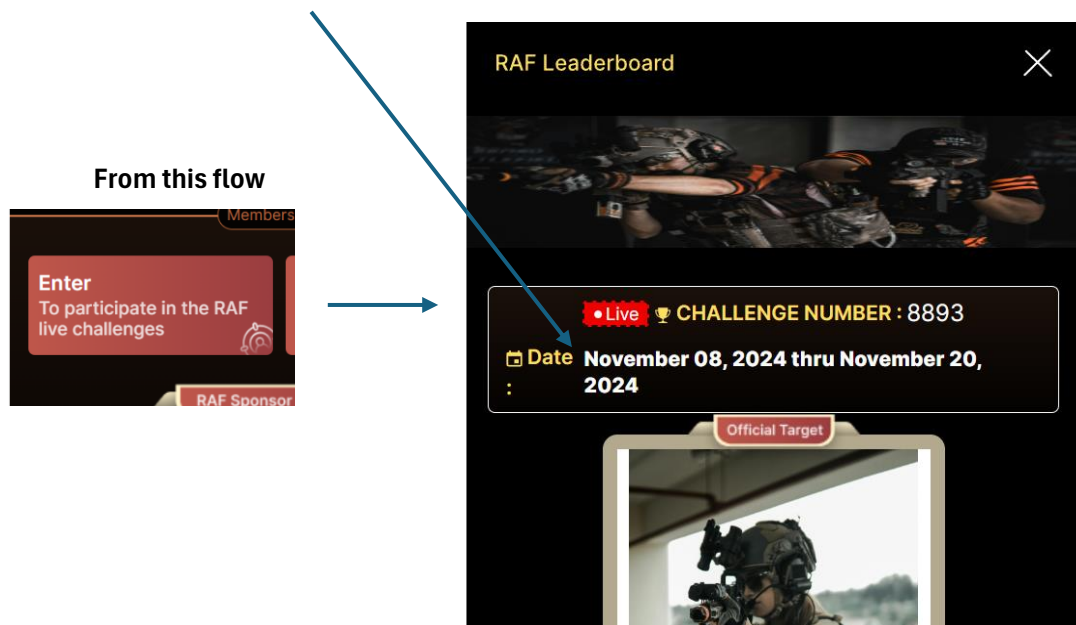 RAF Leaderboard
From this flow
Members
Enter
To participate in the RAF
live challenges
RAF Sponsor
Live CHALLENGE NUMBER : 8893
Date November 08, 2024 thru November 20,
: 2024
Official Target